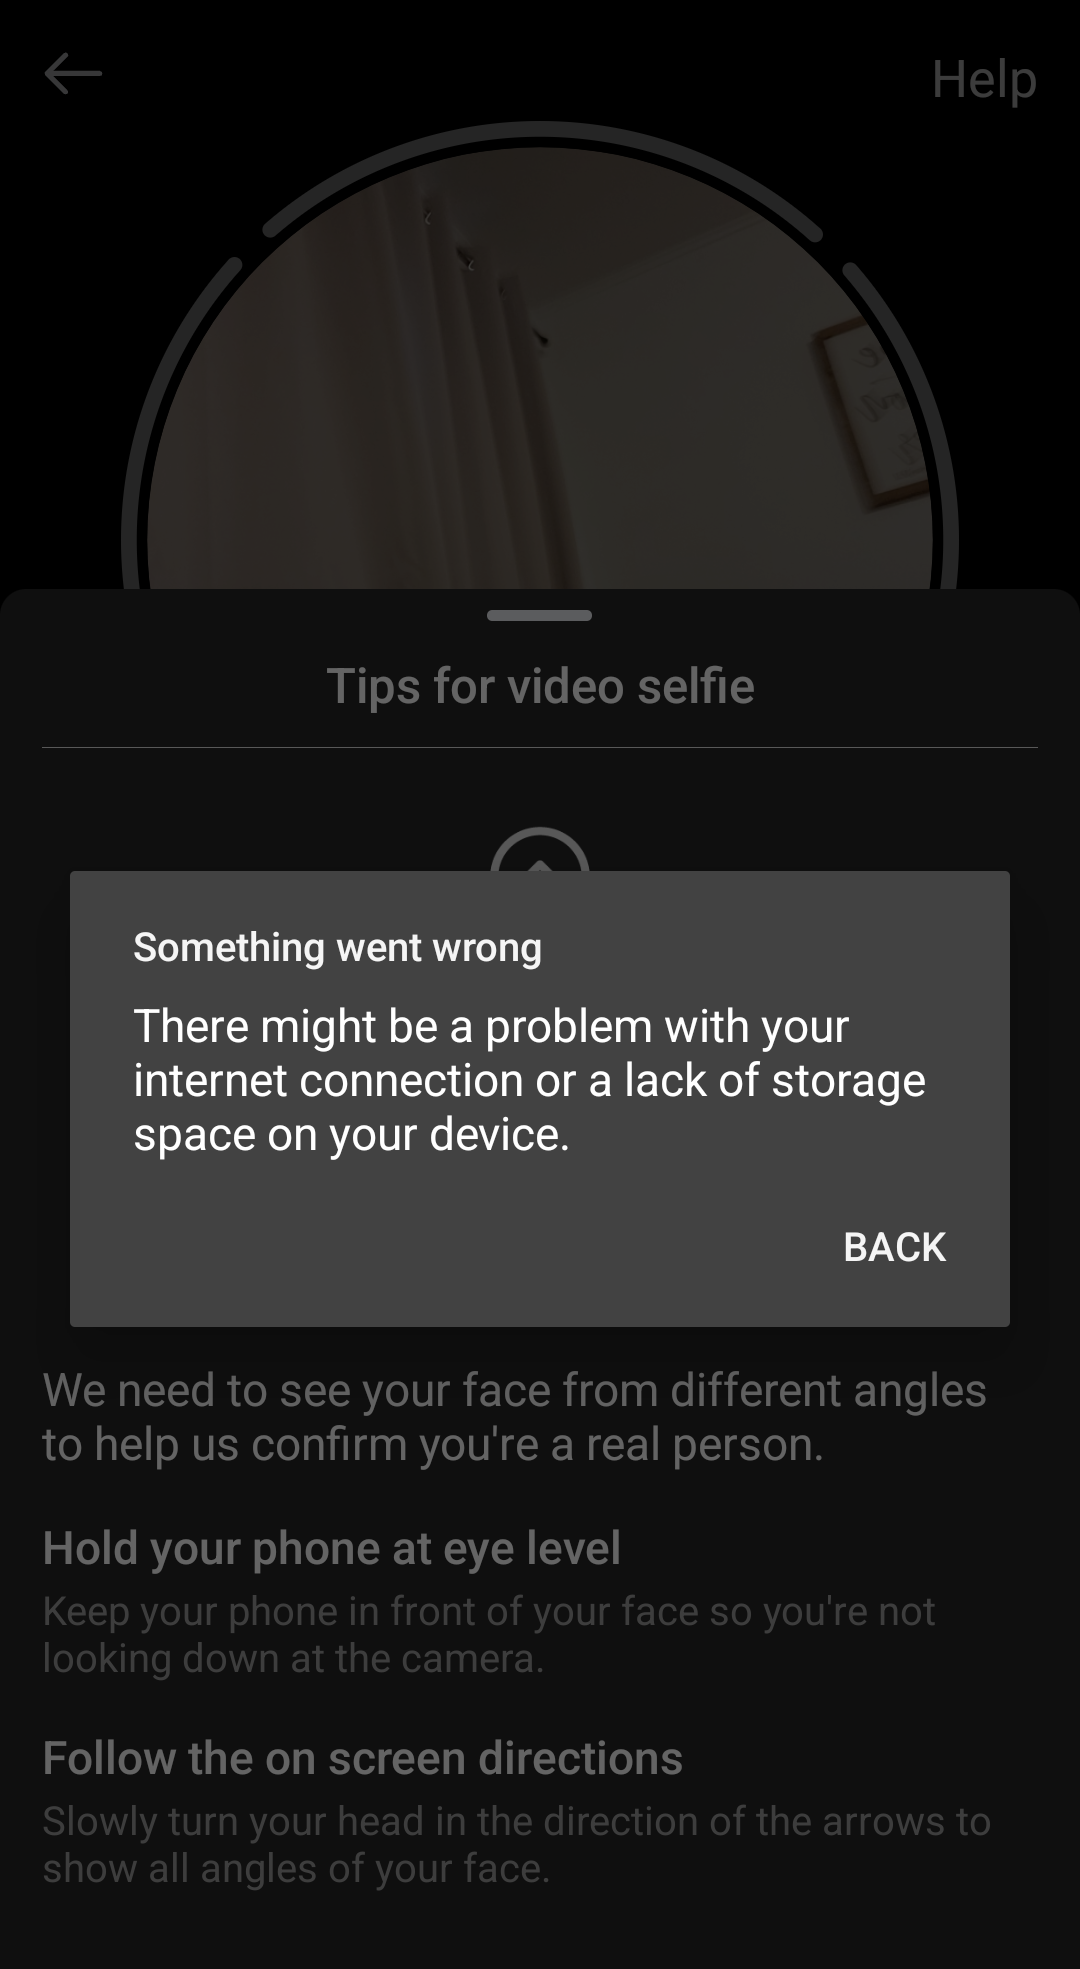 Help
Tips for video selfie
Something went wrong
There might be a problem with your
internet connection or a lack of storage
space on your device.
BACK
We need to see your face from different angles
to help us confirm you're a real person.
Hold your phone at eye level
Keep your phone in front of your face so you're not
looking down at the camera.
Follow the on screen directions
Slowly turn your head in the direction of the arrows to
show all angles of your face.